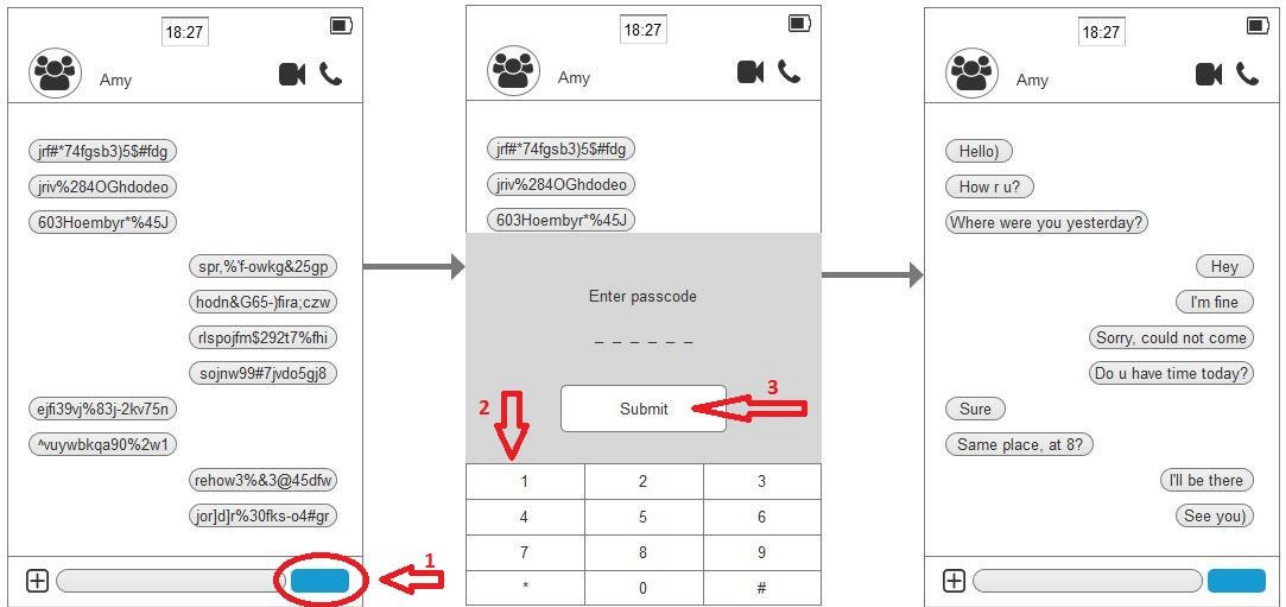 18:27
Amy
jrf#*74fgsb3)5$#fdg
jriv%284OGhdodeo
603Hoembyr*%45J
spr,%'f-owkg&25gp
hodn&G65-)fira;czw
rlspojfm$292t7%fhi
sojnw99#7jvdo5gj8
ejfi39vj%83j-2kv75n
^vuywbkqa90%2w1
rehow3%&3@45dfw
jor]d]r%30fks-o4#gr
1
18:27
Amy
jrf#*74fgsb3)5$#fdg
jriv%284OGhdodeo
603Hoembyr*%45J
Enter passcode
_ _ _ _ _ _
Submit
3
2
1 2 3
4 5 6
7 8 9
* 0 #
18:27
Amy
Hello)
How r u?
Where were you yesterday?
Hey
I'm fine
Sorry, could not come
Do u have time today?
Sure
Same place, at 8?
I'll be there
See you)